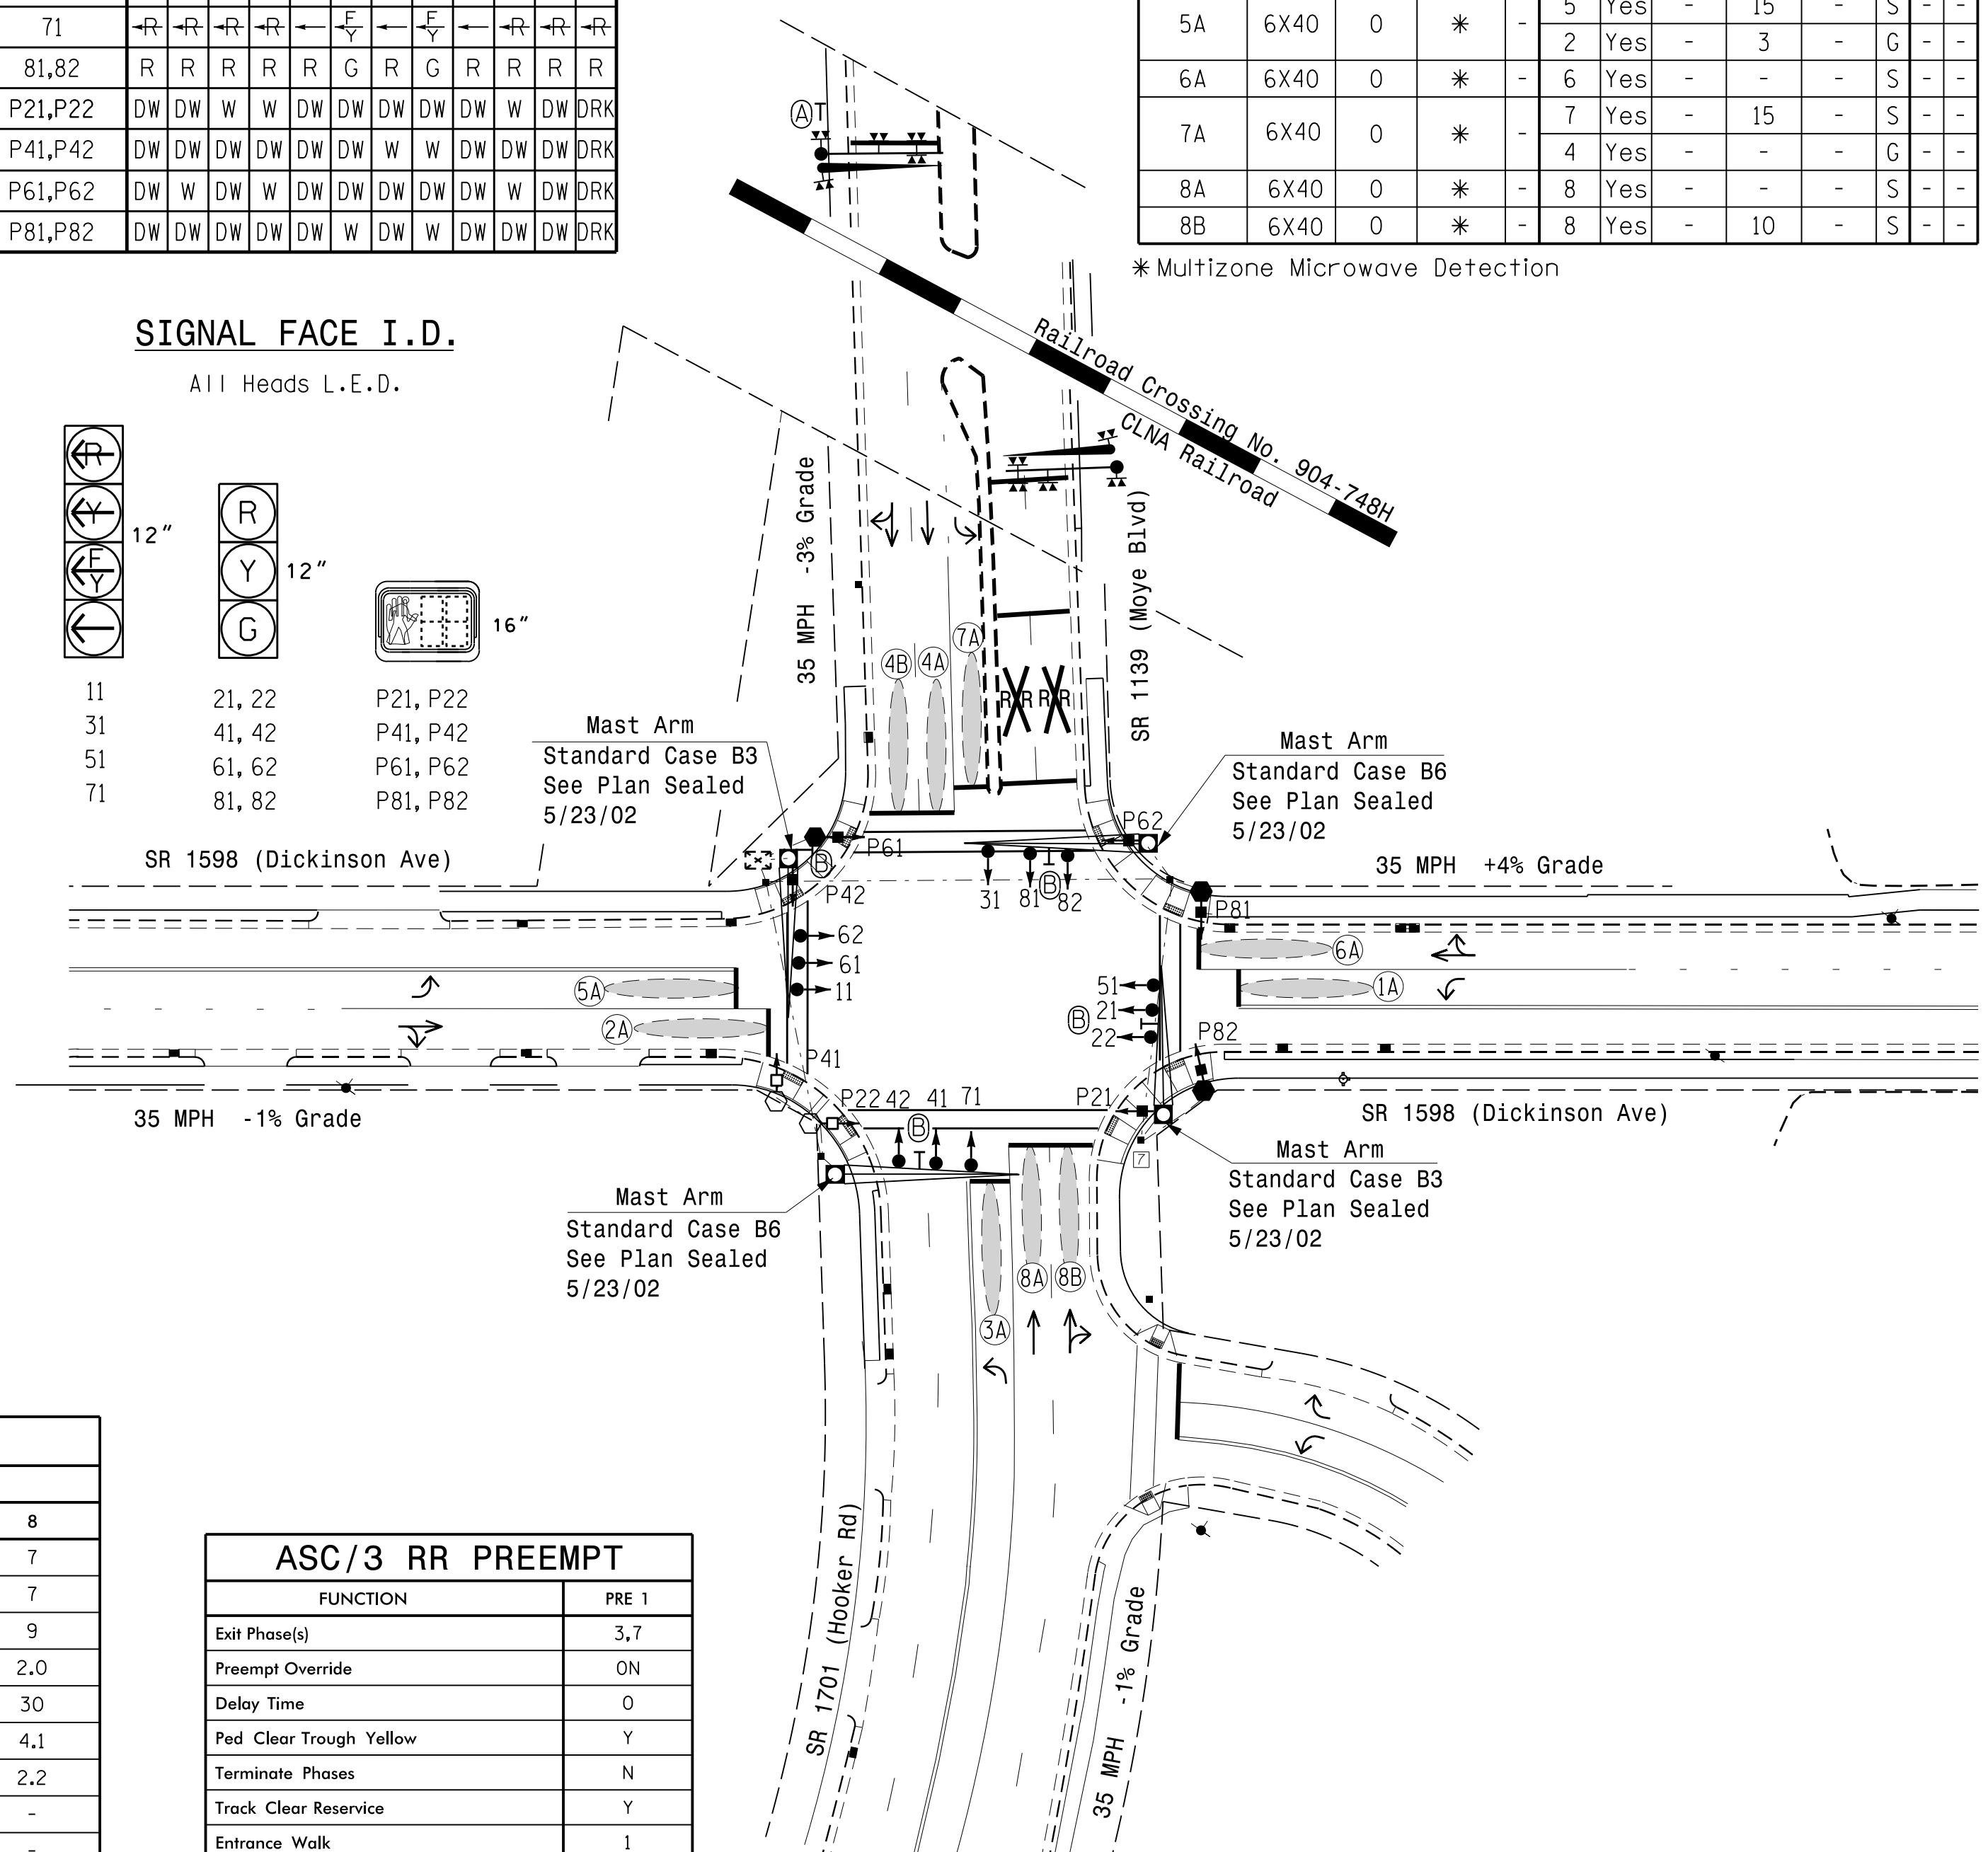 71 ←R ←R ←R ←R ← ←F/Y ← ←F/Y ← ←R ←R ←R
81,82 R R R R R G R G R R R R
P21,P22 DW DW W W DW DW DW DW DW W DW DRK
P41,P42 DW DW DW DW DW DW W W DW DW DW DRK
P61,P62 DW W DW W DW DW DW DW DW W DW DRK
P81,P82 DW DW DW DW DW W DW W DW DW DW DRK
5A 6X40 0 * - 5 Yes - 15 - S - -
2 Yes - 3 - G - -
6A 6X40 0 * - 6 Yes - - - S - -
7A 6X40 0 * - 7 Yes - 15 - S - -
4 Yes - - - G - -
8A 6X40 0 * - 8 Yes - - - S - -
8B 6X40 0 * - 8 Yes - 10 - S - -
*Multizone Microwave Detection
SIGNAL FACE I.D.
All Heads L.E.D.
R
Y
F
Y
12"
R
Y
G
12"
16"
11
31
51
71
21, 22
41, 42
61, 62
81, 82
P21, P22
P41, P42
P61, P62
P81, P82
A
Railroad Crossing No. 904-748H
CLNA Railroad
35 MPH -3% Grade
SR 1139 (Moye Blvd)
4B 4A 7A
R R R R
Mast Arm
Standard Case B3
See Plan Sealed
5/23/02
Mast Arm
Standard Case B6
See Plan Sealed
5/23/02
SR 1598 (Dickinson Ave)
35 MPH +4% Grade
P61
P62
B
P42
31 81 B 82
P81
62
61
11
5A
2A
6A
1A
51
B 21
22
P82
P41
P22 42 41 71
B
P21
7
35 MPH -1% Grade
SR 1598 (Dickinson Ave)
Mast Arm
Standard Case B6
See Plan Sealed
5/23/02
Mast Arm
Standard Case B3
See Plan Sealed
5/23/02
3A
8A
8B
SR 1701 (Hooker Rd)
35 MPH -1% Grade
8
7
7
9
2.0
30
4.1
2.2
-
-
ASC/3 RR PREEMPT
FUNCTION PRE 1
Exit Phase(s) 3,7
Preempt Override ON
Delay Time 0
Ped Clear Trough Yellow Y
Terminate Phases N
Track Clear Reservice Y
Entrance Walk 1